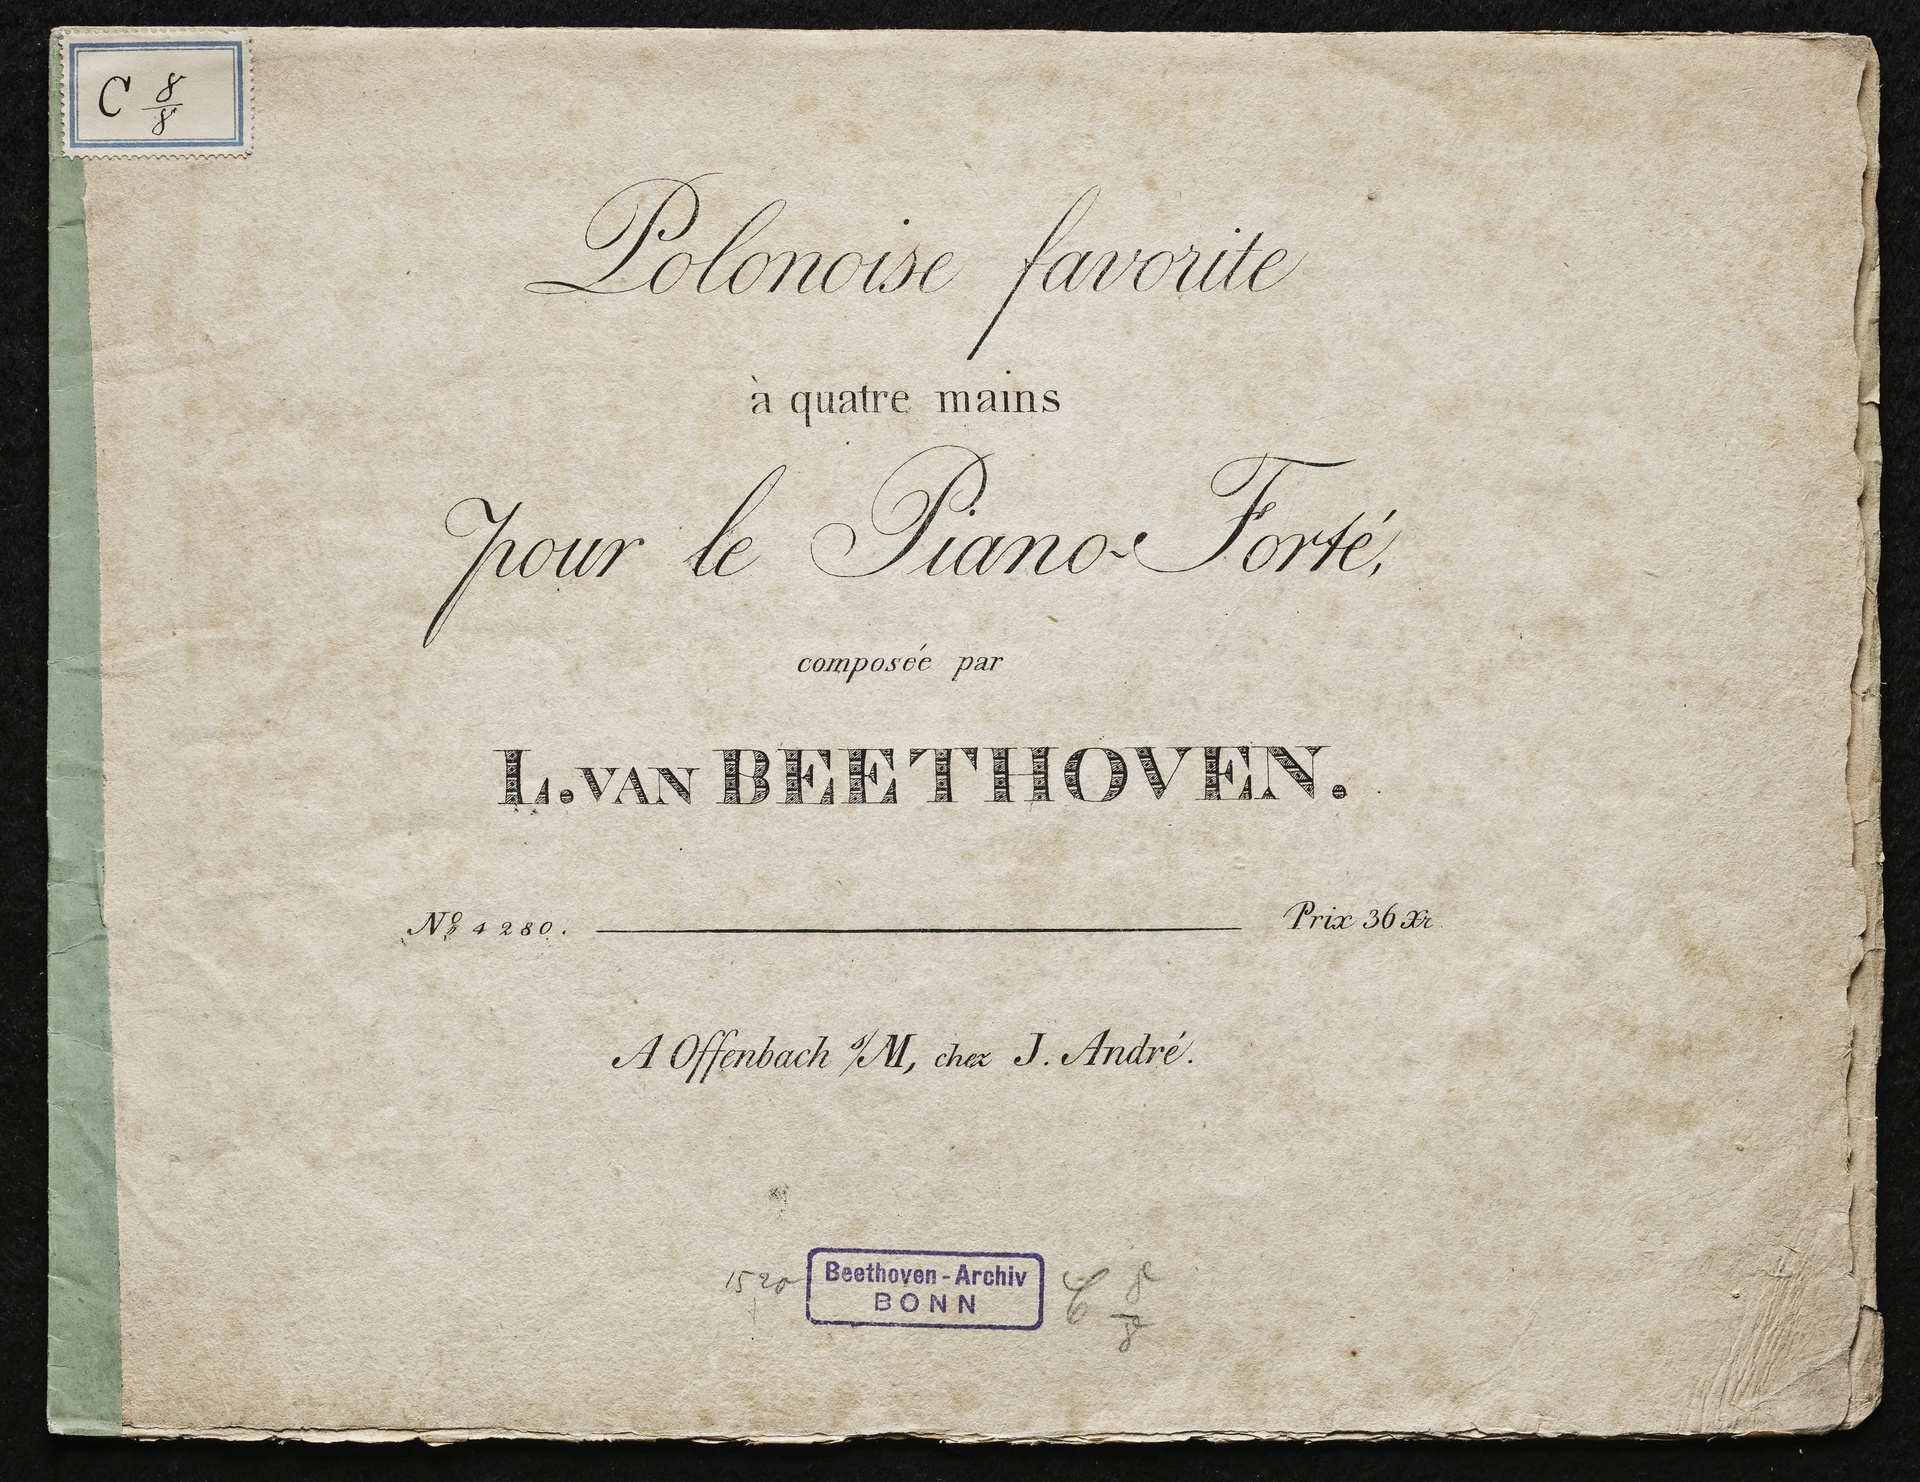 C 8/8
Polonoise favorite
à quatre mains
pour le Piano-Forté,
composée par
L. VAN BEETHOVEN.
Nº 4280. Prix 36 Xr
A Offenbach s/M, chez J. André.
1520
Beethoven-Archiv
BONN
C 8/8